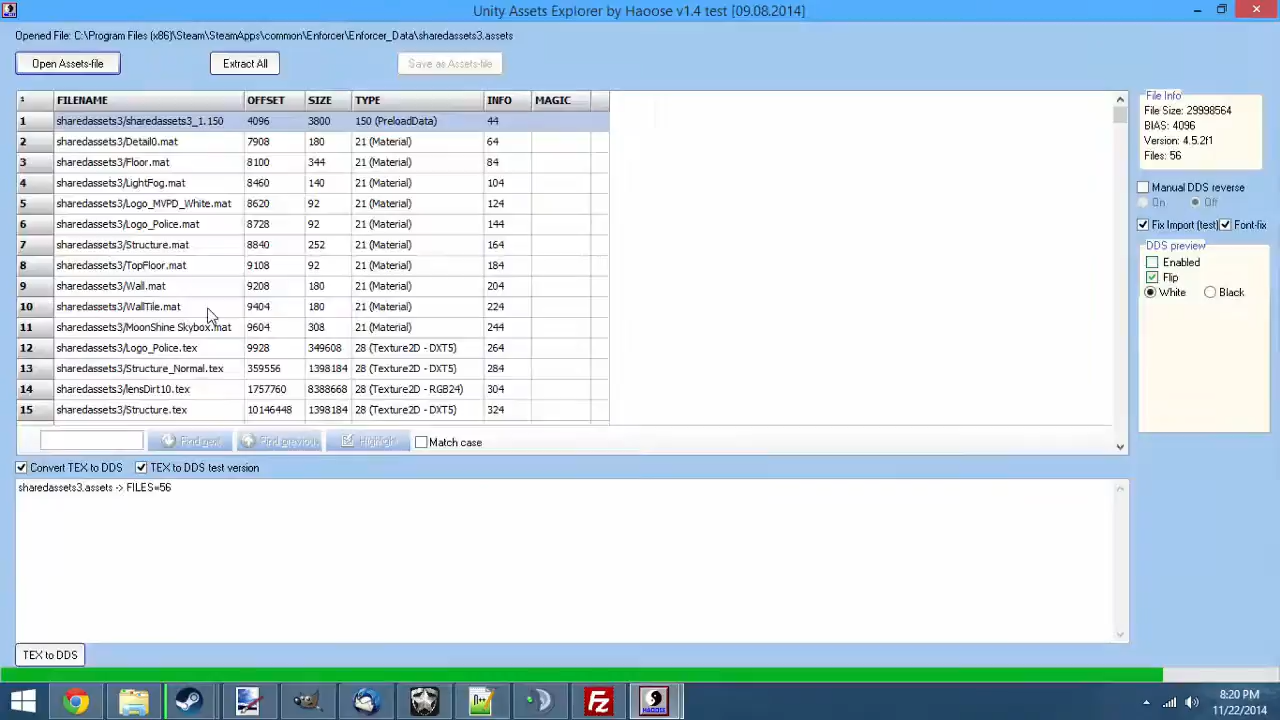 Unity Assets Explorer by Haoose v1.4 test [09.08.2014]
Opened File: C:\Program Files (x86)\Steam\SteamApps\common\Enforcer\Enforcer_Data\sharedassets3.assets
Open Assets-file Extract All Save as Assets-file
FILENAME OFFSET SIZE TYPE INFO MAGIC
1 sharedassets3/sharedassets3_1.150 4096 3800 150 (PreloadData) 44
2 sharedassets3/Detail0.mat 7908 180 21 (Material) 64
3 sharedassets3/Floor.mat 8100 344 21 (Material) 84
4 sharedassets3/LightFog.mat 8460 140 21 (Material) 104
5 sharedassets3/Logo_MVPD_White.mat 8620 92 21 (Material) 124
6 sharedassets3/Logo_Police.mat 8728 92 21 (Material) 144
7 sharedassets3/Structure.mat 8840 252 21 (Material) 164
8 sharedassets3/TopFloor.mat 9108 92 21 (Material) 184
9 sharedassets3/Wall.mat 9208 180 21 (Material) 204
10 sharedassets3/WallTile.mat 9404 180 21 (Material) 224
11 sharedassets3/MoonShine Skybox.mat 9604 308 21 (Material) 244
12 sharedassets3/Logo_Police.tex 9928 349608 28 (Texture2D - DXT5) 264
13 sharedassets3/Structure_Normal.tex 359556 1398184 28 (Texture2D - DXT5) 284
14 sharedassets3/lensDirt10.tex 1757760 8388668 28 (Texture2D - RGB24) 304
15 sharedassets3/Structure.tex 10146448 1398184 28 (Texture2D - DXT5) 324
Find next Find previous Highlight Match case
Convert TEX to DDS TEX to DDS test version
sharedassets3.assets -> FILES=56
TEX to DDS
File Info
File Size: 29998564
BIAS: 4096
Version: 4.5.2f1
Files: 56
Manual DDS reverse
On Off
Fix Import (test) Font-fix
DDS preview
Enabled
Flip
White Black
HAOOSE
8:20 PM
11/22/2014